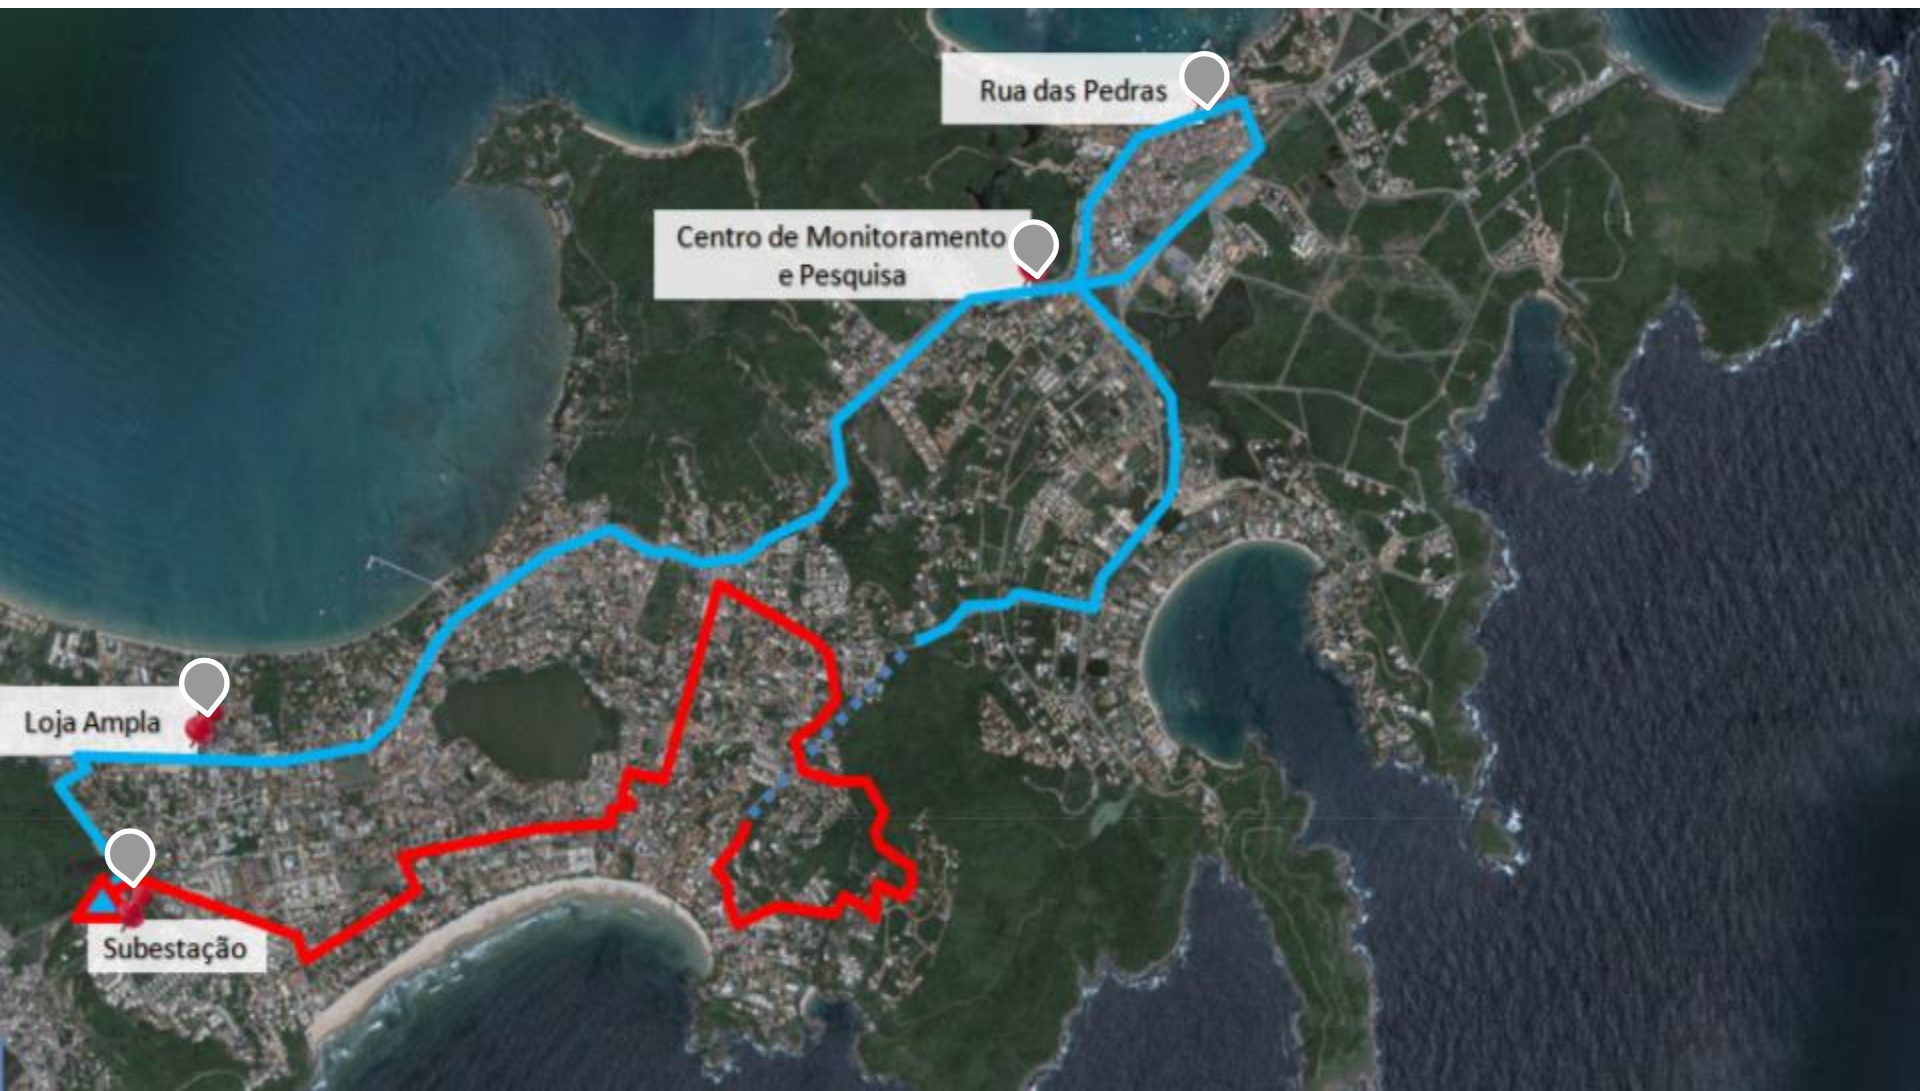 Rua das Pedras
Centro de Monitoramento
e Pesquisa
Loja Ampla
Subestação